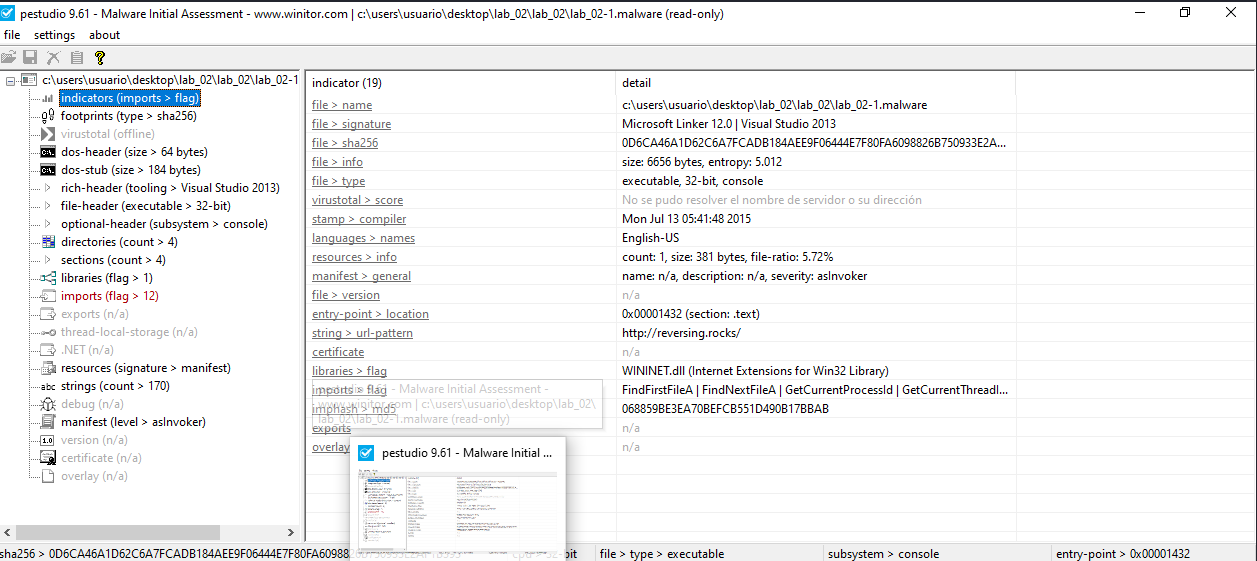 pestudio 9.61 - Malware Initial Assessment - www.winitor.com | c:\users\usuario\desktop\lab_02\lab_02\lab_02-1.malware (read-only)
file settings about
c:\users\usuario\desktop\lab_02\lab_02\lab_02-1
indicators (imports > flag)
footprints (type > sha256)
virustotal (offline)
dos-header (size > 64 bytes)
dos-stub (size > 184 bytes)
rich-header (tooling > Visual Studio 2013)
file-header (executable > 32-bit)
optional-header (subsystem > console)
directories (count > 4)
sections (count > 4)
libraries (flag > 1)
imports (flag > 12)
exports (n/a)
thread-local-storage (n/a)
.NET (n/a)
resources (signature > manifest)
abc strings (count > 170)
debug (n/a)
manifest (level > asInvoker)
1.0 version (n/a)
certificate (n/a)
overlay (n/a)
indicator (19) detail
file > name c:\users\usuario\desktop\lab_02\lab_02\lab_02-1.malware
file > signature Microsoft Linker 12.0 | Visual Studio 2013
file > sha256 0D6CA46A1D62C6A7FCADB184AEE9F06444E7F80FA6098826B750933E2A...
file > info size: 6656 bytes, entropy: 5.012
file > type executable, 32-bit, console
virustotal > score No se pudo resolver el nombre de servidor o su dirección
stamp > compiler Mon Jul 13 05:41:48 2015
languages > names English-US
resources > info count: 1, size: 381 bytes, file-ratio: 5.72%
manifest > general name: n/a, description: n/a, severity: asInvoker
file > version n/a
entry-point > location 0x00001432 (section: .text)
string > url-pattern http://reversing.rocks/
certificate n/a
libraries > flag WININET.dll (Internet Extensions for Win32 Library)
imports > flag FindFirstFileA | FindNextFileA | GetCurrentProcessId | GetCurrentThreadI...
imphash > md5 068859BE3EA70BEFCB551D490B17BBAB
exports n/a
overlay n/a
pestudio 9.61 - Malware Initial Assessment -
www.winitor.com | c:\users\usuario\desktop\lab_02\
lab_02\lab_02-1.malware (read-only)
pestudio 9.61 - Malware Initial ...
sha256 > 0D6CA46A1D62C6A7FCADB184AEE9F06444E7F80FA609882 cpu > 32-bit file > type > executable subsystem > console entry-point > 0x00001432